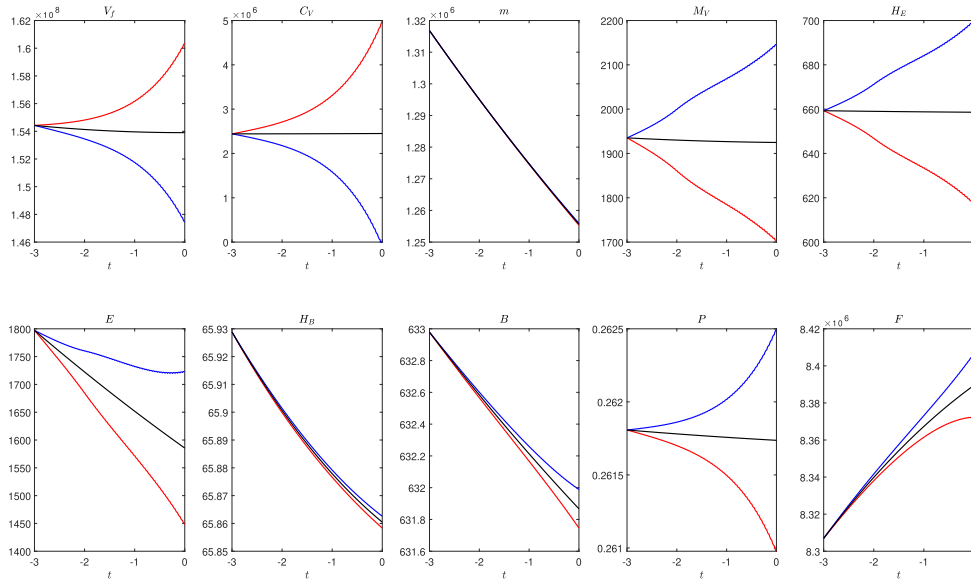 V_f C_V m M_V H_E
1.62 ×10⁸ 5 ×10⁶ 1.32 ×10⁶ 2200 700
1.6 4 1.31 2100 680
1.58
1.56 3 1.3 2000 660
1.54 2 1.29 1900 640
1.52 1.28
1.5 1 1.27 1800 620
1.48 1.26
1.46 0 1.25 1700 600
-3 -2 -1 0 -3 -2 -1 0 -3 -2 -1 0 -3 -2 -1 0 -3 -2 -1 0
t t t t t
E H_B B P F
1800 65.93 633 0.2625 8.42 ×10⁶
1750 65.92 632.8 8.4
1700 65.91 632.6 0.262 8.38
1650 65.9 632.4
1600 65.89 632.2 8.36
1550 65.88 632 0.2615 8.34
1500 65.87 631.8 8.32
1450 65.86
1400 65.85 631.6 0.261 8.3
-3 -2 -1 0 -3 -2 -1 0 -3 -2 -1 0 -3 -2 -1 0 -3 -2 -1 0
t t t t t